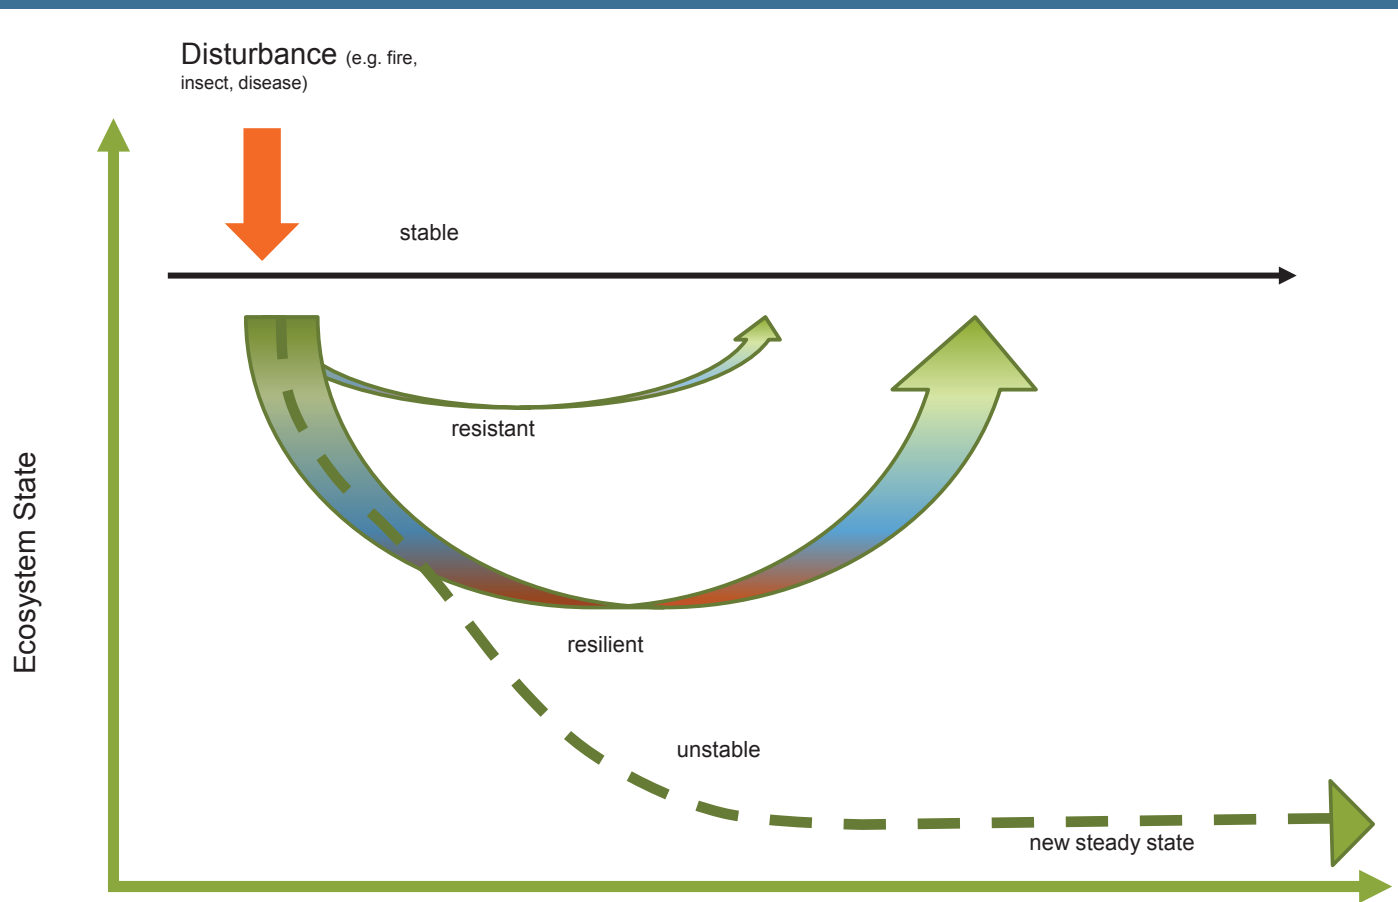 Disturbance (e.g. fire,
insect, disease)
stable
resistant
Ecosystem State
resilient
unstable
new steady state